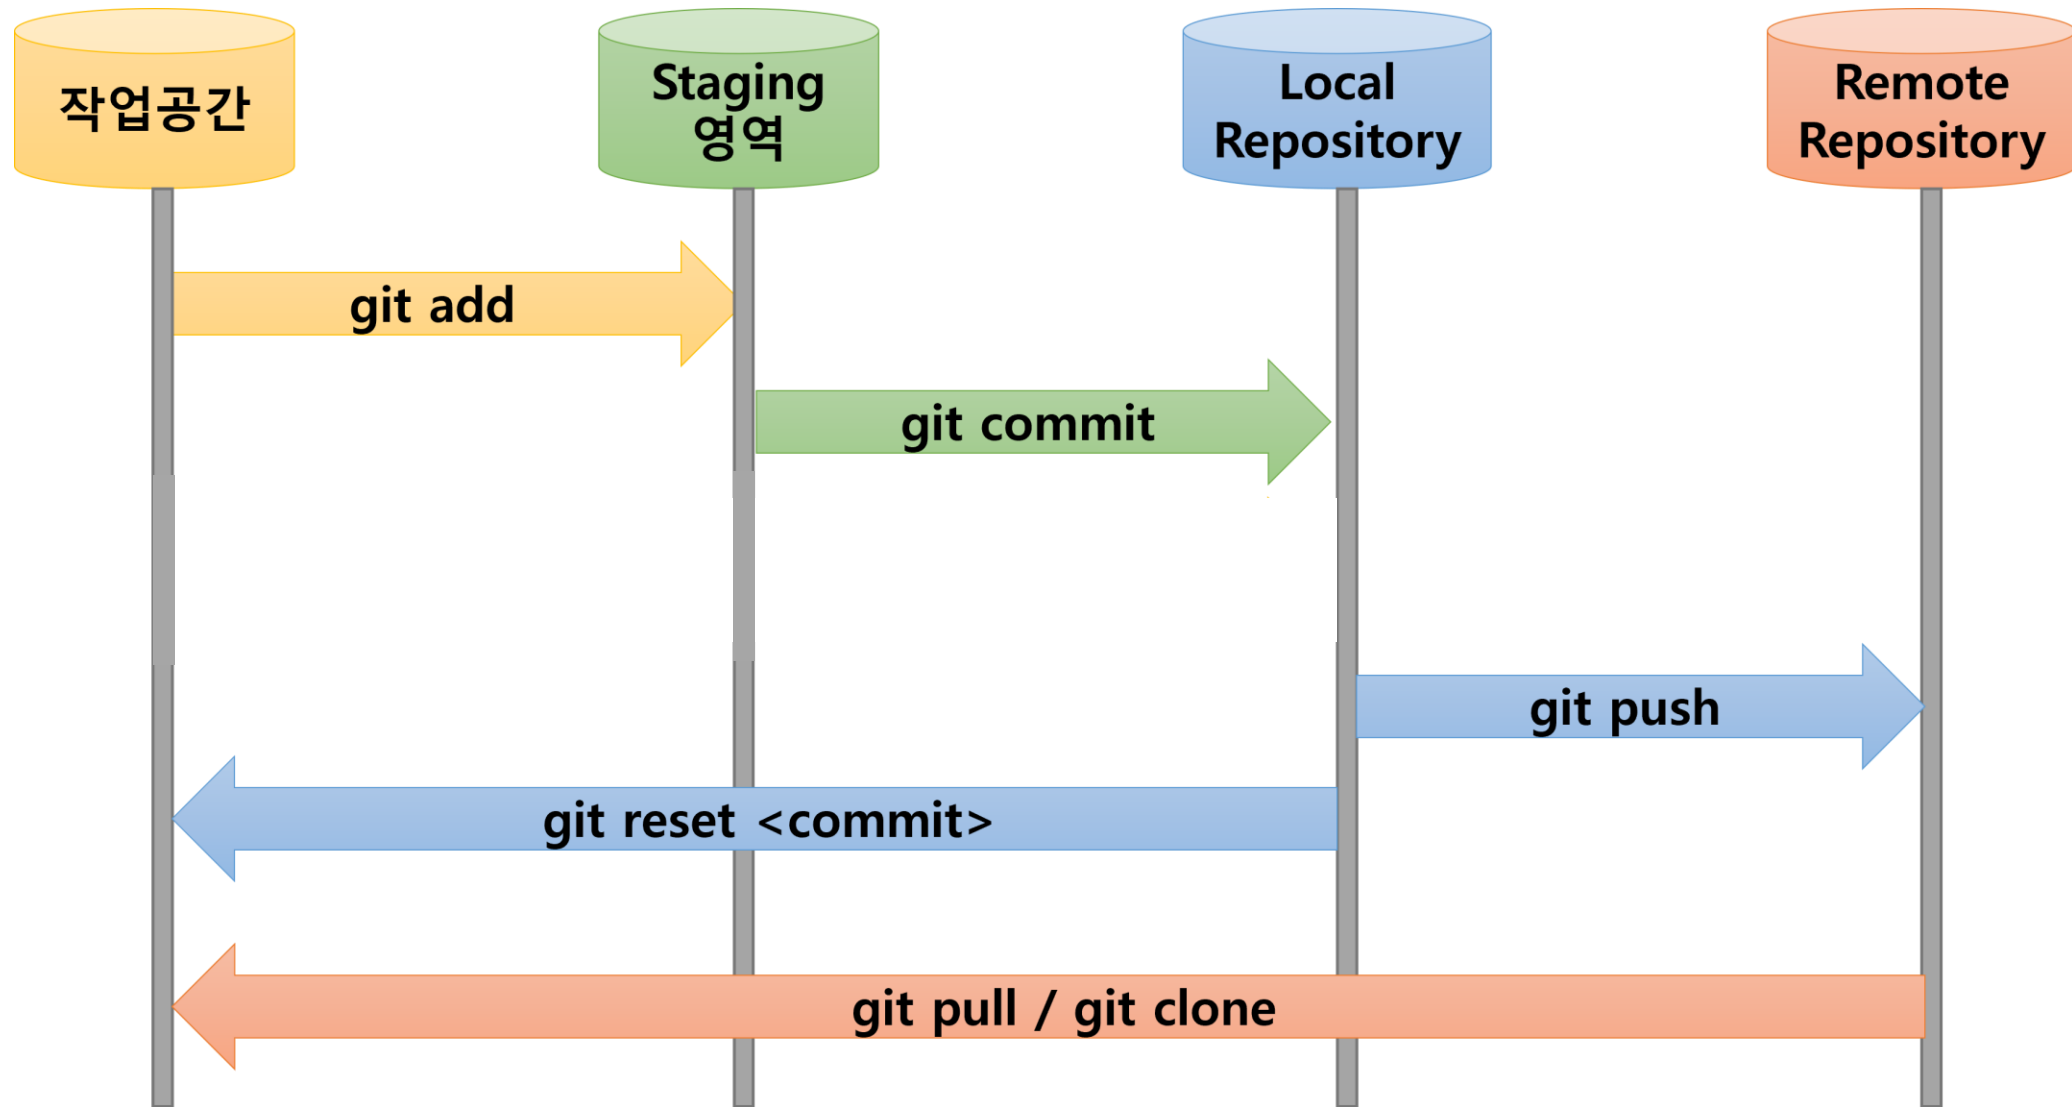 작업공간
Staging
영역
Local
Repository
Remote
Repository
git add
git commit
git push
git reset <commit>
git pull / git clone